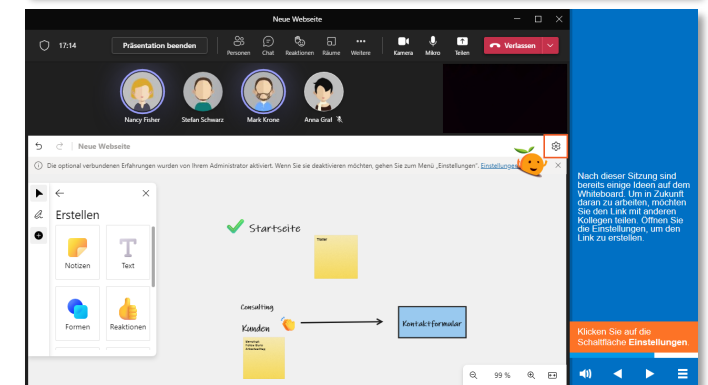 Neue Webseite
17:14
Präsentation beenden
Personen
Chat
Reaktionen
Räume
Weitere
Kamera
Mikro
Teilen
Verlassen
Nancy Fisher
Stefan Schwarz
Mark Krone
Anna Graf
Neue Webseite
Die optional verbundenen Erfahrungen wurden von Ihrem Administrator aktiviert. Wenn Sie sie deaktivieren möchten, gehen Sie zum Menü „Einstellungen“. Einstellungen
Erstellen
Notizen
Text
Formen
Reaktionen
Startseite
Consulting
Kunden
Kontaktformular
99 %
Nach dieser Sitzung sind
bereits einige Ideen auf dem
Whiteboard. Um in Zukunft
daran zu arbeiten, möchten
Sie den Link mit anderen
Kollegen teilen. Öffnen Sie
die Einstellungen, um den
Link zu erstellen.
Klicken Sie auf die
Schaltfläche Einstellungen.